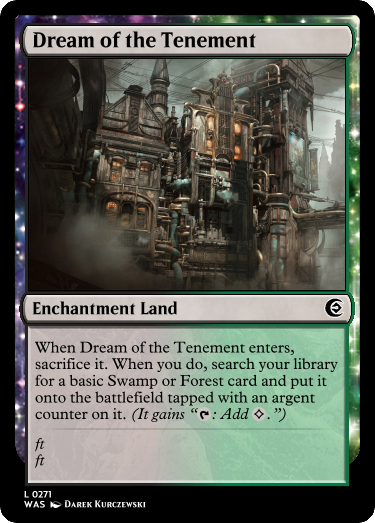 Dream of the Tenement
Enchantment Land
When Dream of the Tenement enters,
sacrifice it. When you do, search your library
for a basic Swamp or Forest card and put it
onto the battlefield tapped with an argent
counter on it. (It gains “: Add .”)
ft
ft
L 0271
WAS Darek Kurczewski